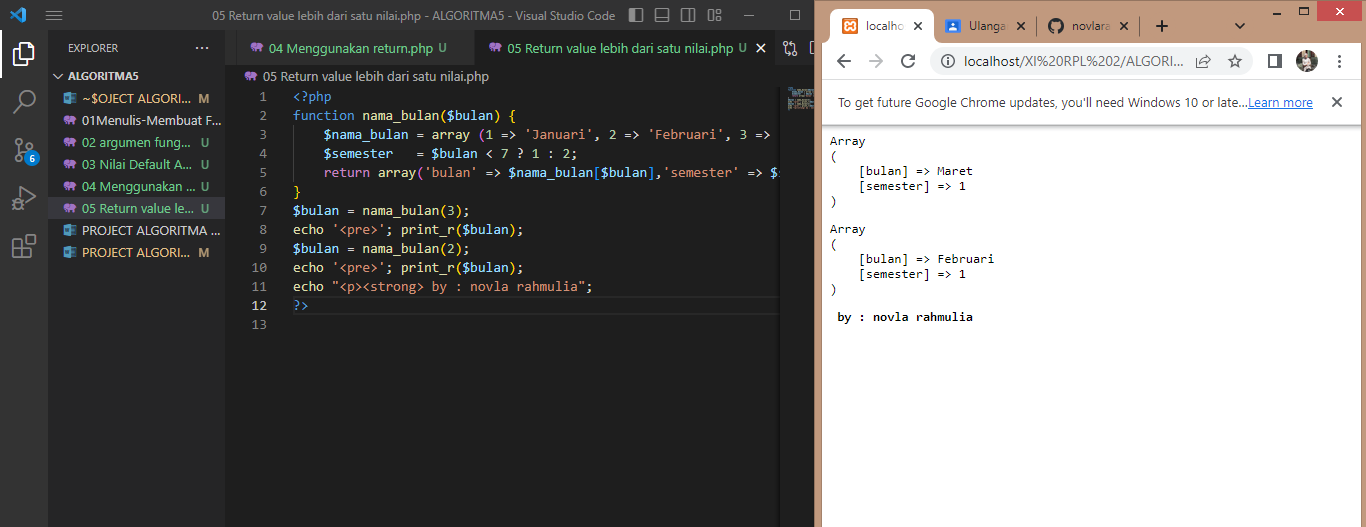 05 Return value lebih dari satu nilai.php - ALGORITMA5 - Visual Studio Code
EXPLORER
ALGORITMA5
~$OJECT ALGORI... M
01Menulis-Membuat F...
02 argumen fung... U
03 Nilai Default A... U
04 Menggunakan ... U
05 Return value le... U
PROJECT ALGORITMA ...
PROJECT ALGORI... M
6
04 Menggunakan return.php U
05 Return value lebih dari satu nilai.php U
05 Return value lebih dari satu nilai.php
1 <?php
2 function nama_bulan($bulan) {
3 $nama_bulan = array (1 => 'Januari', 2 => 'Februari', 3 =>
4 $semester = $bulan < 7 ? 1 : 2;
5 return array('bulan' => $nama_bulan[$bulan],'semester' => $
6 }
7 $bulan = nama_bulan(3);
8 echo '<pre>'; print_r($bulan);
9 $bulan = nama_bulan(2);
10 echo '<pre>'; print_r($bulan);
11 echo "<p><strong> by : novla rahmulia";
12 ?>
13
localho
Ulanga
novlara
localhost/XI%20RPL%202/ALGORI...
To get future Google Chrome updates, you'll need Windows 10 or late...Learn more
Array
(
[bulan] => Maret
[semester] => 1
)
Array
(
[bulan] => Februari
[semester] => 1
)
by : novla rahmulia